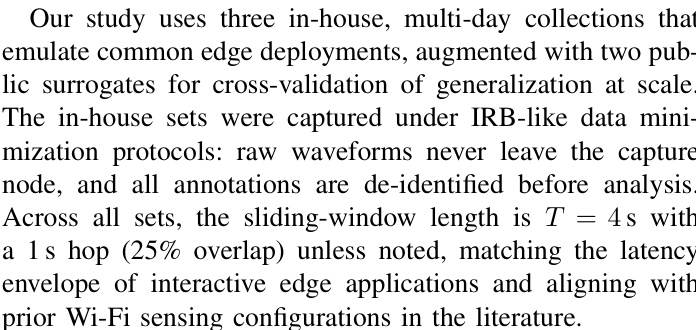 Our study uses three in-house, multi-day collections that
emulate common edge deployments, augmented with two pub-
lic surrogates for cross-validation of generalization at scale.
The in-house sets were captured under IRB-like data mini-
mization protocols: raw waveforms never leave the capture
node, and all annotations are de-identified before analysis.
Across all sets, the sliding-window length is T = 4 s with
a 1 s hop (25% overlap) unless noted, matching the latency
envelope of interactive edge applications and aligning with
prior Wi-Fi sensing configurations in the literature.